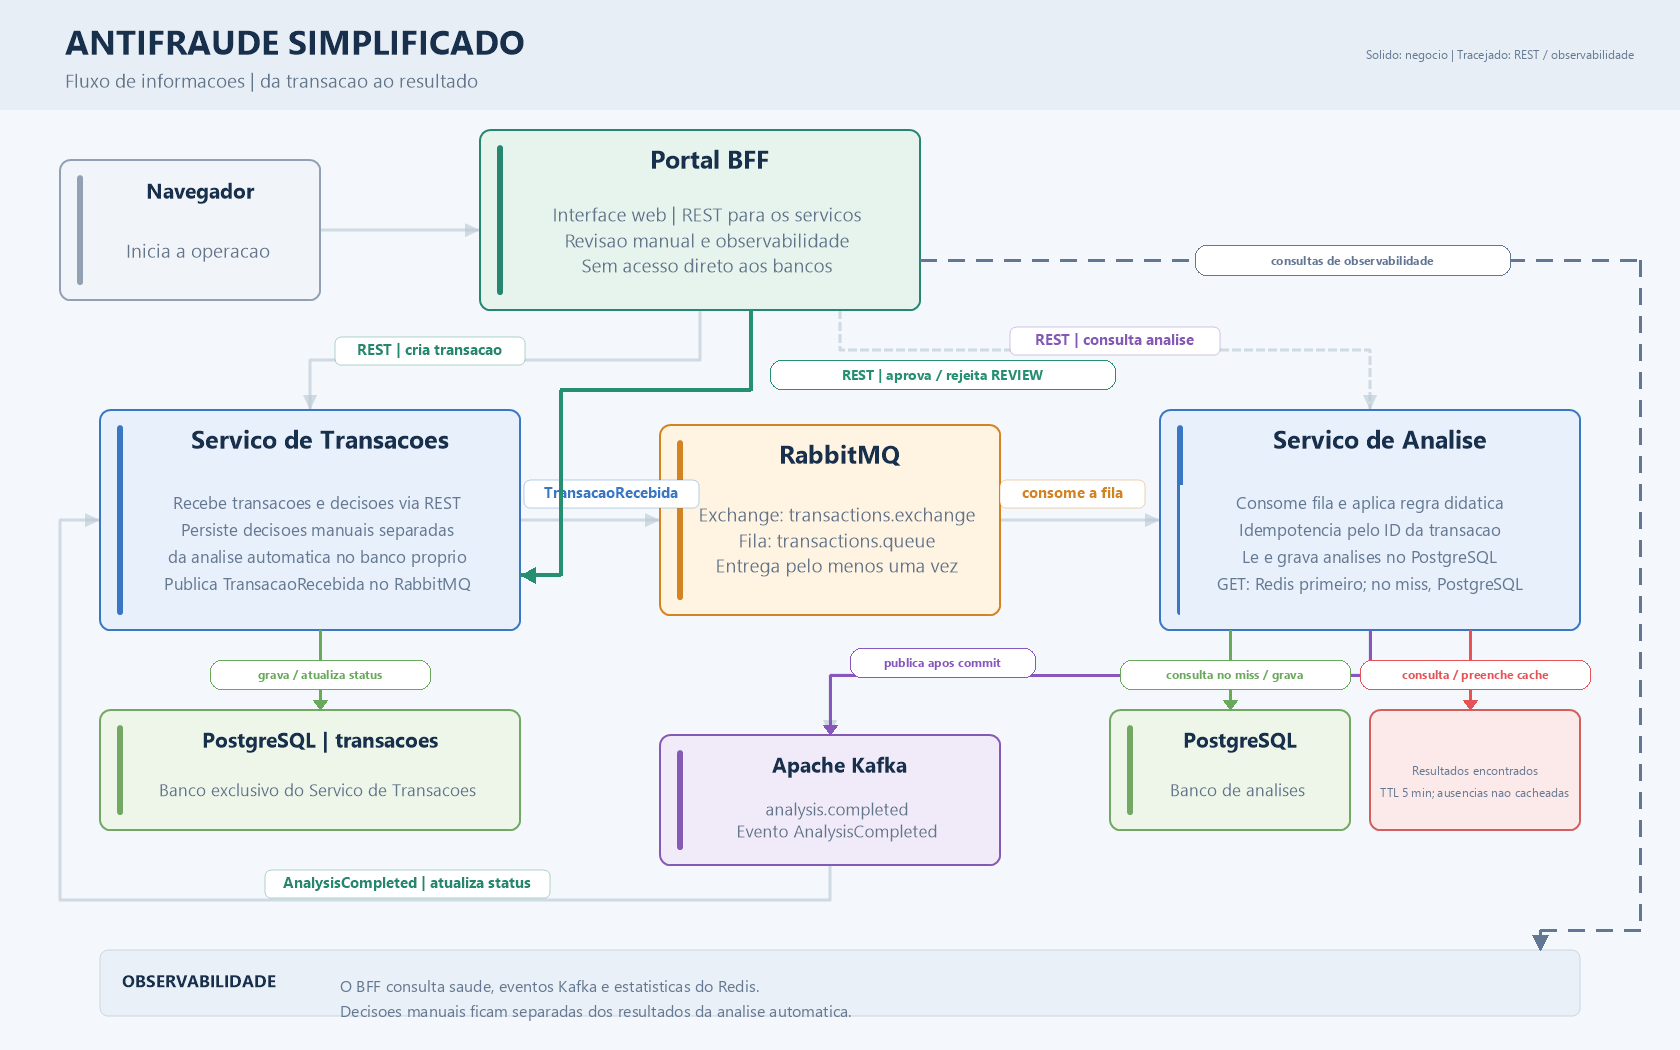 ANTIFRAUDE SIMPLIFICADO
Fluxo de informacoes | da transacao ao resultado
Solido: negocio | Tracejado: REST / observabilidade
Navegador
Inicia a operacao
Portal BFF
Interface web | REST para os servicos
Revisao manual e observabilidade
Sem acesso direto aos bancos
consultas de observabilidade
REST | cria transacao
REST | consulta analise
REST | aprova / rejeita REVIEW
Servico de Transacoes
Recebe transacoes e decisoes via REST
Persiste decisoes manuais separadas
da analise automatica no banco proprio
Publica TransacaoRecebida no RabbitMQ
TransacaoRecebida
RabbitMQ
Exchange: transactions.exchange
Fila: transactions.queue
Entrega pelo menos uma vez
consome a fila
Servico de Analise
Consome fila e aplica regra didatica
Idempotencia pelo ID da transacao
Le e grava analises no PostgreSQL
GET: Redis primeiro; no miss, PostgreSQL
grava / atualiza status
publica apos commit
consulta no miss / grava
consulta / preenche cache
PostgreSQL | transacoes
Banco exclusivo do Servico de Transacoes
Apache Kafka
analysis.completed
Evento AnalysisCompleted
PostgreSQL
Banco de analises
Resultados encontrados
TTL 5 min; ausencias nao cacheadas
AnalysisCompleted | atualiza status
OBSERVABILIDADE
O BFF consulta saude, eventos Kafka e estatisticas do Redis.
Decisoes manuais ficam separadas dos resultados da analise automatica.